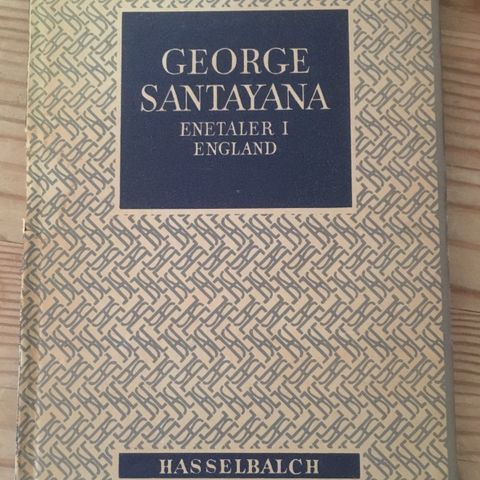 GEORGE
SANTAYANA
ENETALER I
ENGLAND
HASSELBALCH